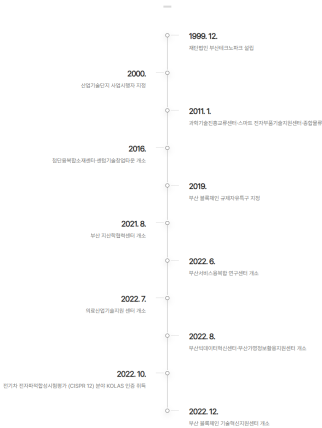 1999. 12.
재단법인 부산테크노파크 설립
2000.
산업기술단지 사업시행자 지정
2011. 1.
과학기술진흥교류센터·스마트 전자부품기술지원센터·종합물류
2016.
첨단융복합소재센터·센텀기술창업타운 개소
2019.
부산 블록체인 규제자유특구 지정
2021. 8.
부산 지산학협력센터 개소
2022. 6.
부산서비스융복합 연구센터 개소
2022. 7.
의료산업기술지원 센터 개소
2022. 8.
부산빅데이터혁신센터·부산가명정보활용지원센터 개소
2022. 10.
전기차 전자파적합성시험평가 (CISPR 12) 분야 KOLAS 인증 취득
2022. 12.
부산 블록체인 기술혁신지원센터 개소